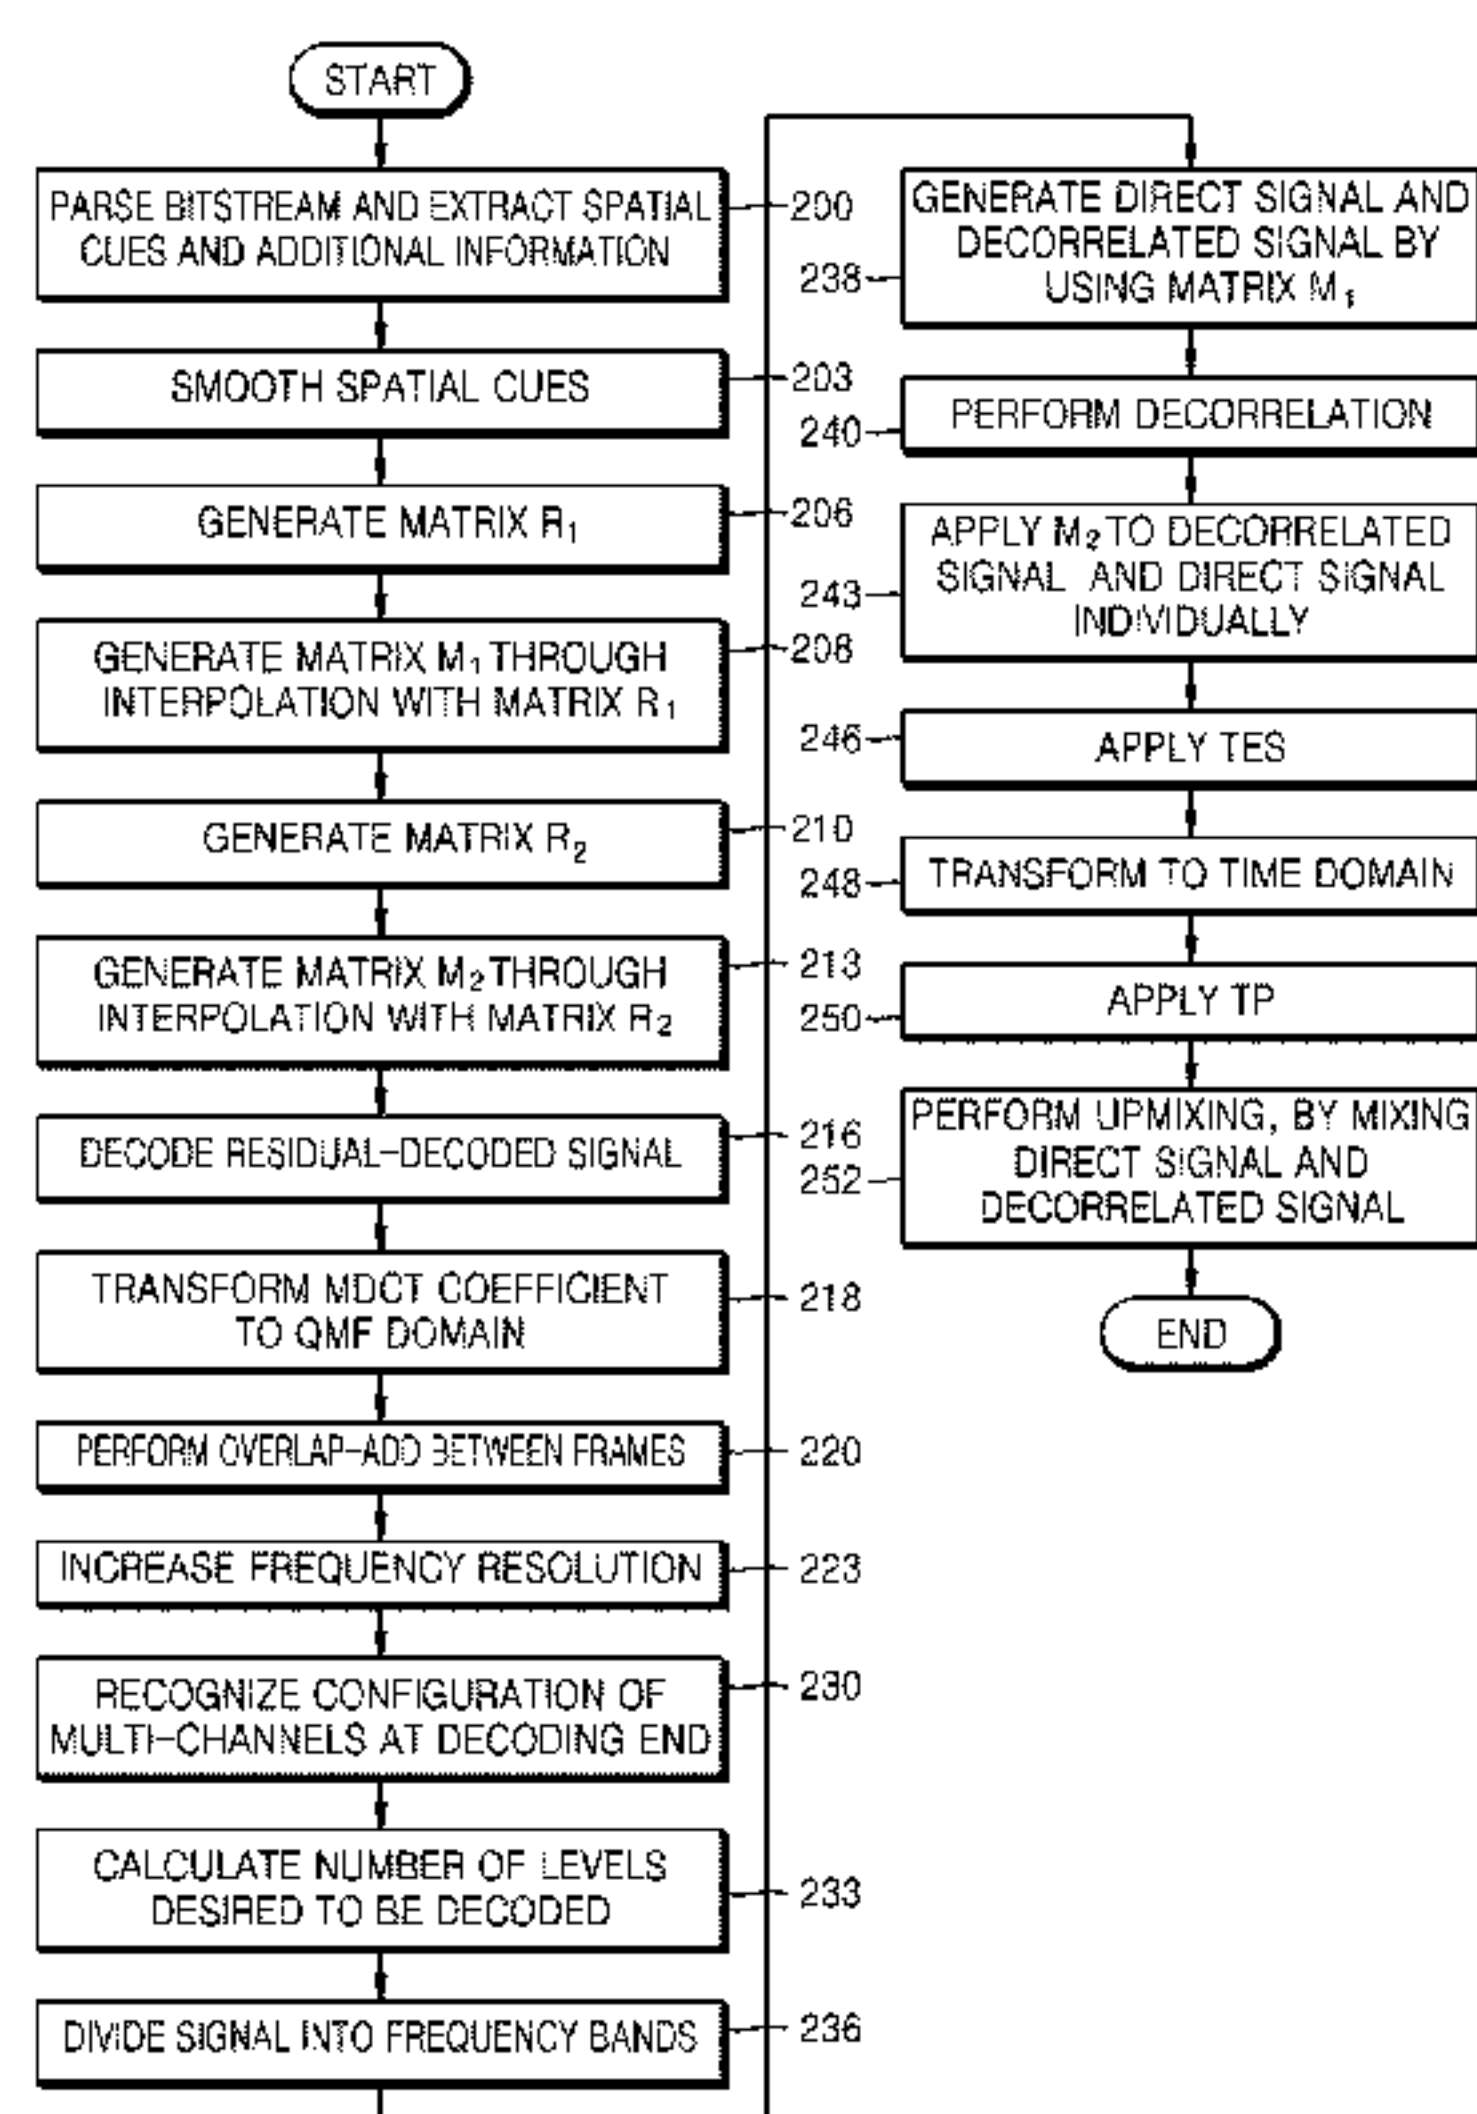 START
PARSE BITSTREAM AND EXTRACT SPATIAL
CUES AND ADDITIONAL INFORMATION
200
SMOOTH SPATIAL CUES
203
GENERATE MATRIX R1
206
GENERATE MATRIX M1 THROUGH
INTERPOLATION WITH MATRIX R1
208
GENERATE MATRIX R2
210
GENERATE MATRIX M2 THROUGH
INTERPOLATION WITH MATRIX R2
213
DECODE RESIDUAL-DECODED SIGNAL
216
TRANSFORM MDCT COEFFICIENT
TO QMF DOMAIN
218
PERFORM OVERLAP-ADD BETWEEN FRAMES
220
INCREASE FREQUENCY RESOLUTION
223
RECOGNIZE CONFIGURATION OF
MULTI-CHANNELS AT DECODING END
230
CALCULATE NUMBER OF LEVELS
DESIRED TO BE DECODED
233
DIVIDE SIGNAL INTO FREQUENCY BANDS
236
GENERATE DIRECT SIGNAL AND
DECORRELATED SIGNAL BY
USING MATRIX M1
238
PERFORM DECORRELATION
240
APPLY M2 TO DECORRELATED
SIGNAL AND DIRECT SIGNAL
INDIVIDUALLY
243
APPLY TES
246
TRANSFORM TO TIME DOMAIN
248
APPLY TP
250
PERFORM UPMIXING, BY MIXING
DIRECT SIGNAL AND
DECORRELATED SIGNAL
252
END